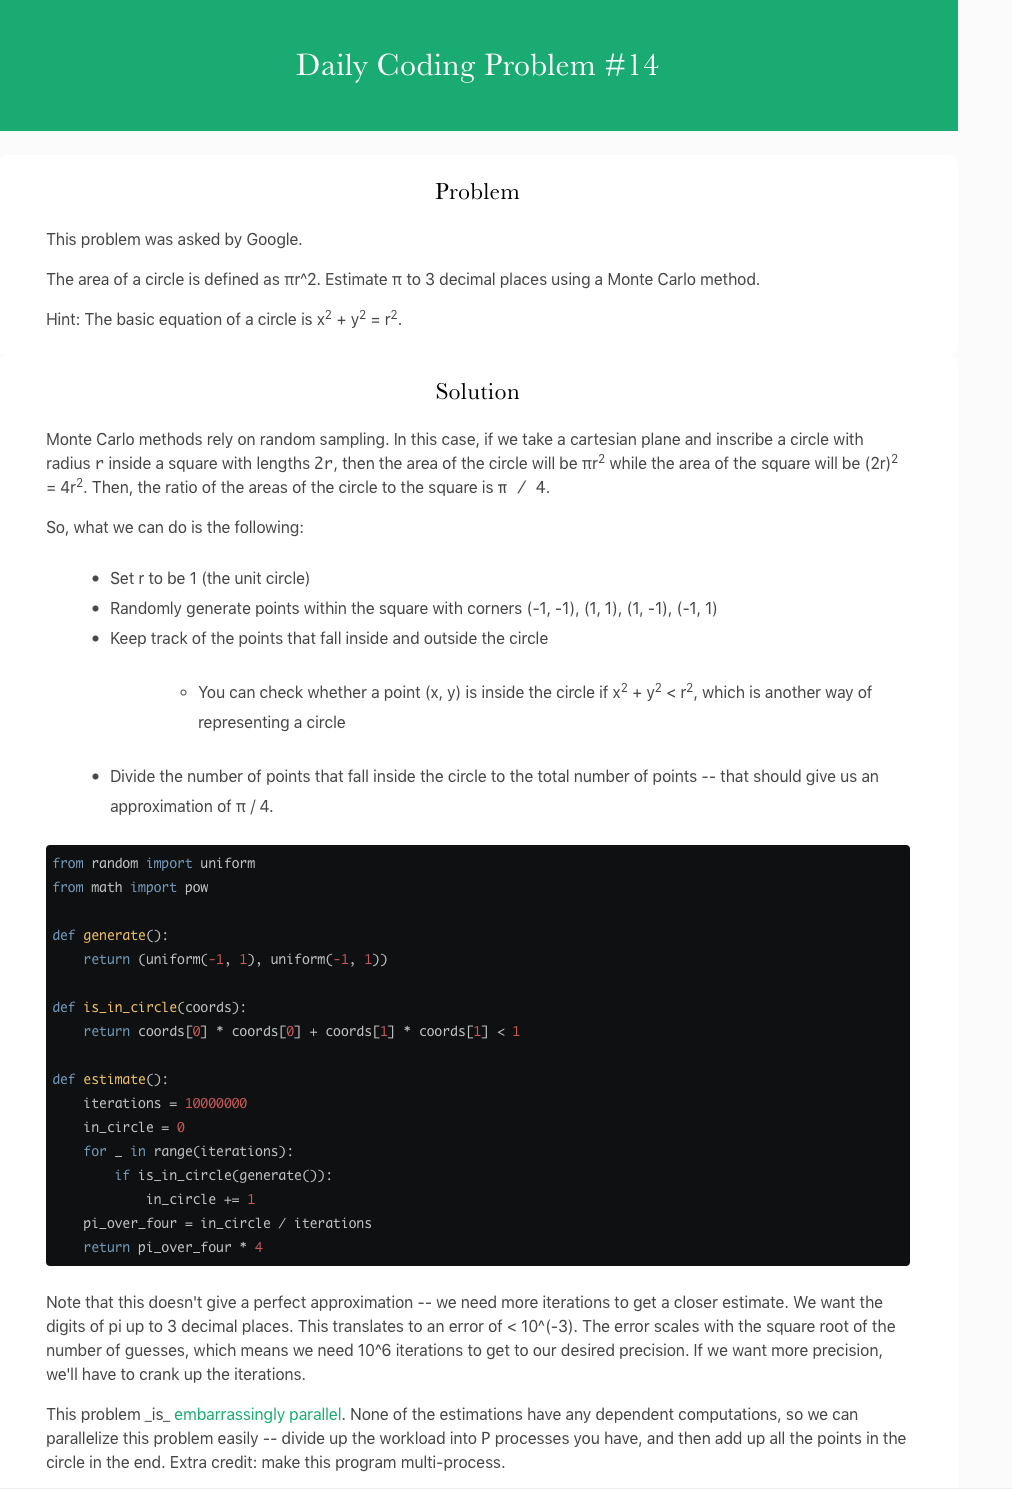 Daily Coding Problem #14
Problem
This problem was asked by Google.
The area of a circle is defined as πr^2. Estimate π to 3 decimal places using a Monte Carlo method.
Hint: The basic equation of a circle is x² + y² = r².
Solution
Monte Carlo methods rely on random sampling. In this case, if we take a cartesian plane and inscribe a circle with
radius r inside a square with lengths 2r, then the area of the circle will be πr² while the area of the square will be (2r)²
= 4r². Then, the ratio of the areas of the circle to the square is π / 4.
So, what we can do is the following:
• Set r to be 1 (the unit circle)
• Randomly generate points within the square with corners (-1, -1), (1, 1), (1, -1), (-1, 1)
• Keep track of the points that fall inside and outside the circle
◦ You can check whether a point (x, y) is inside the circle if x² + y² < r², which is another way of
representing a circle
• Divide the number of points that fall inside the circle to the total number of points -- that should give us an
approximation of π / 4.
from random import uniform
from math import pow
def generate():
    return (uniform(-1, 1), uniform(-1, 1))
def is_in_circle(coords):
    return coords[0] * coords[0] + coords[1] * coords[1] < 1
def estimate():
    iterations = 10000000
    in_circle = 0
    for _ in range(iterations):
        if is_in_circle(generate()):
            in_circle += 1
    pi_over_four = in_circle / iterations
    return pi_over_four * 4
Note that this doesn't give a perfect approximation -- we need more iterations to get a closer estimate. We want the
digits of pi up to 3 decimal places. This translates to an error of < 10^(-3). The error scales with the square root of the
number of guesses, which means we need 10^6 iterations to get to our desired precision. If we want more precision,
we'll have to crank up the iterations.
This problem _is_ embarrassingly parallel. None of the estimations have any dependent computations, so we can
parallelize this problem easily -- divide up the workload into P processes you have, and then add up all the points in the
circle in the end. Extra credit: make this program multi-process.